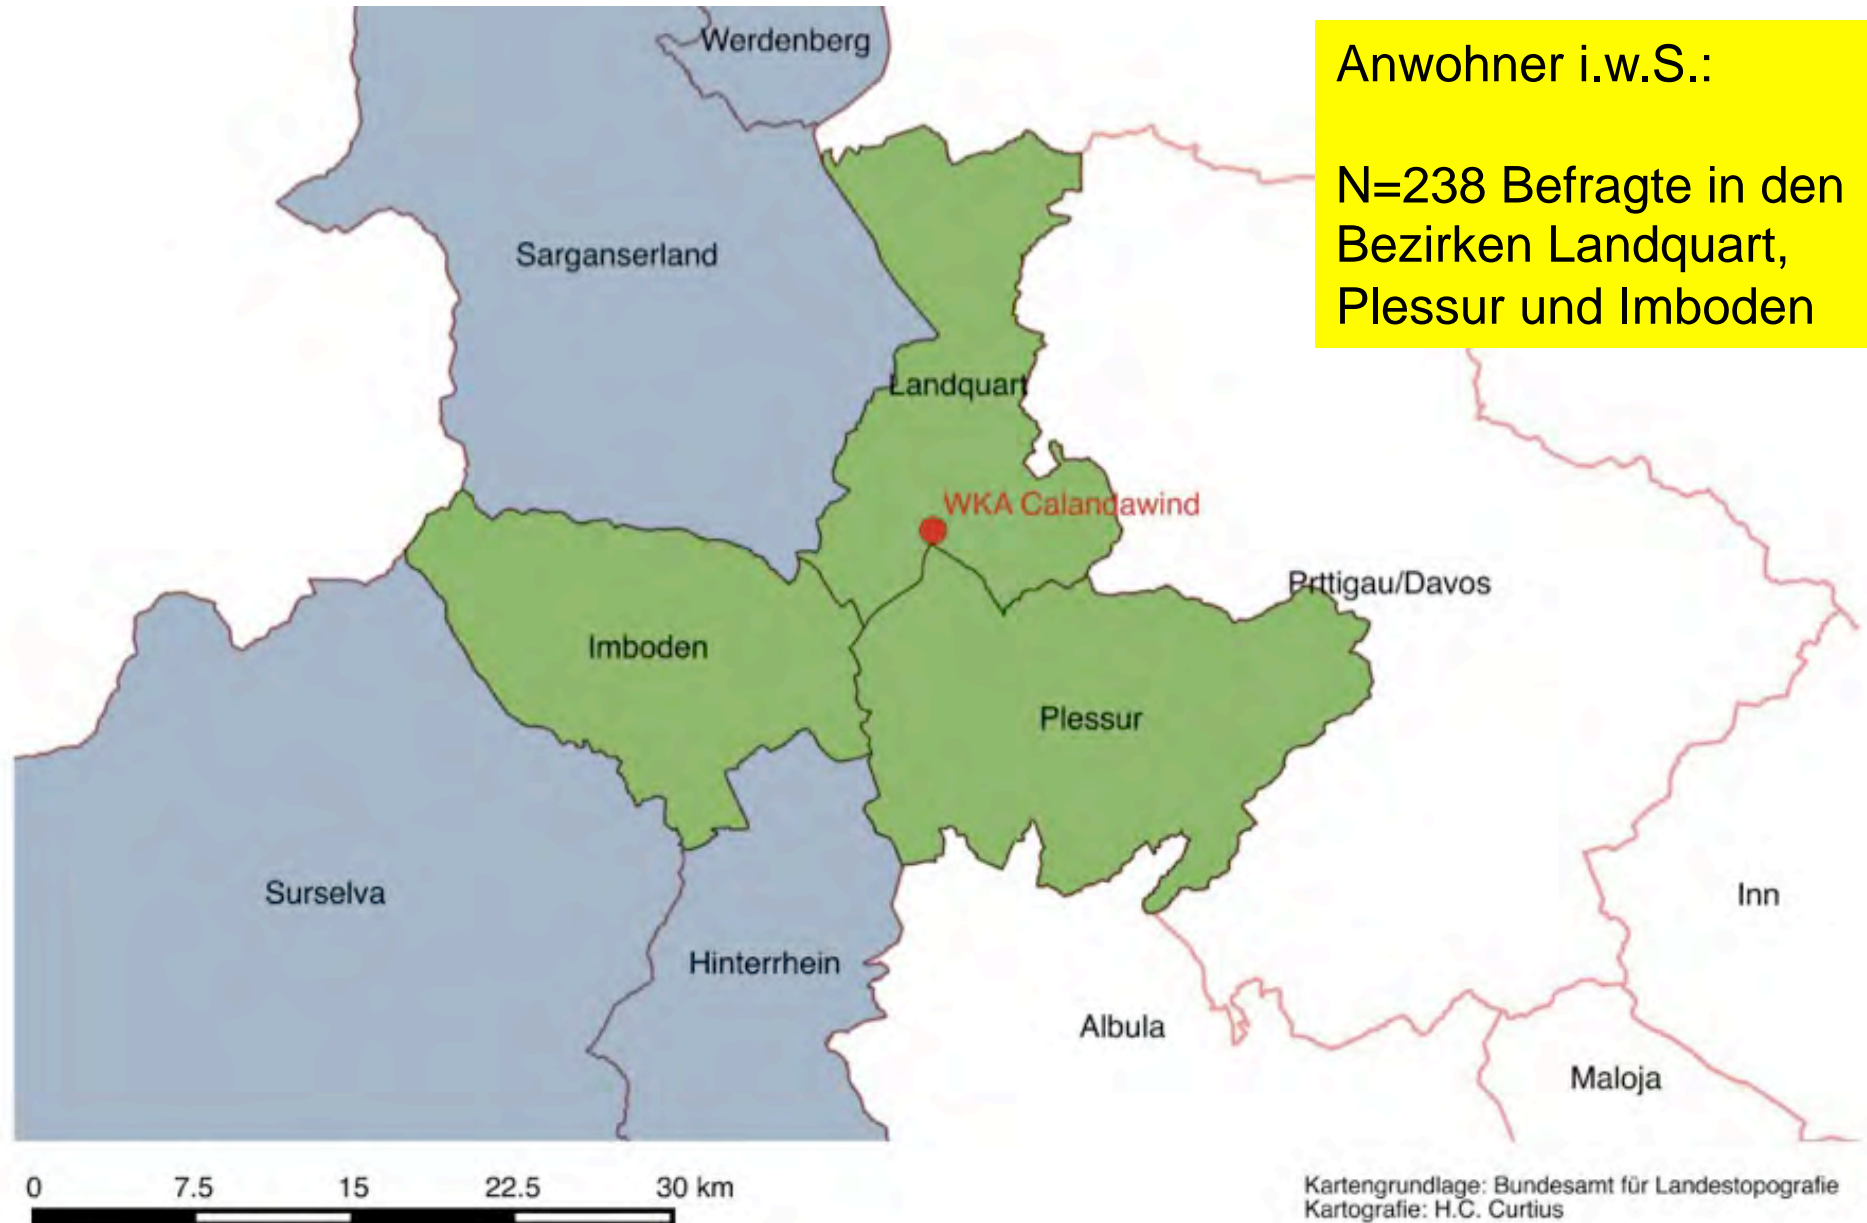 Werdenberg
Anwohner i.w.S.:
N=238 Befragte in den
Bezirken Landquart,
Plessur und Imboden
Sarganserland
Landquart
WKA Calandawind
Prttigau/Davos
Imboden
Plessur
Surselva
Inn
Hinterrhein
Albula
Maloja
0 7.5 15 22.5 30 km
Kartengrundlage: Bundesamt für Landestopografie
Kartografie: H.C. Curtius